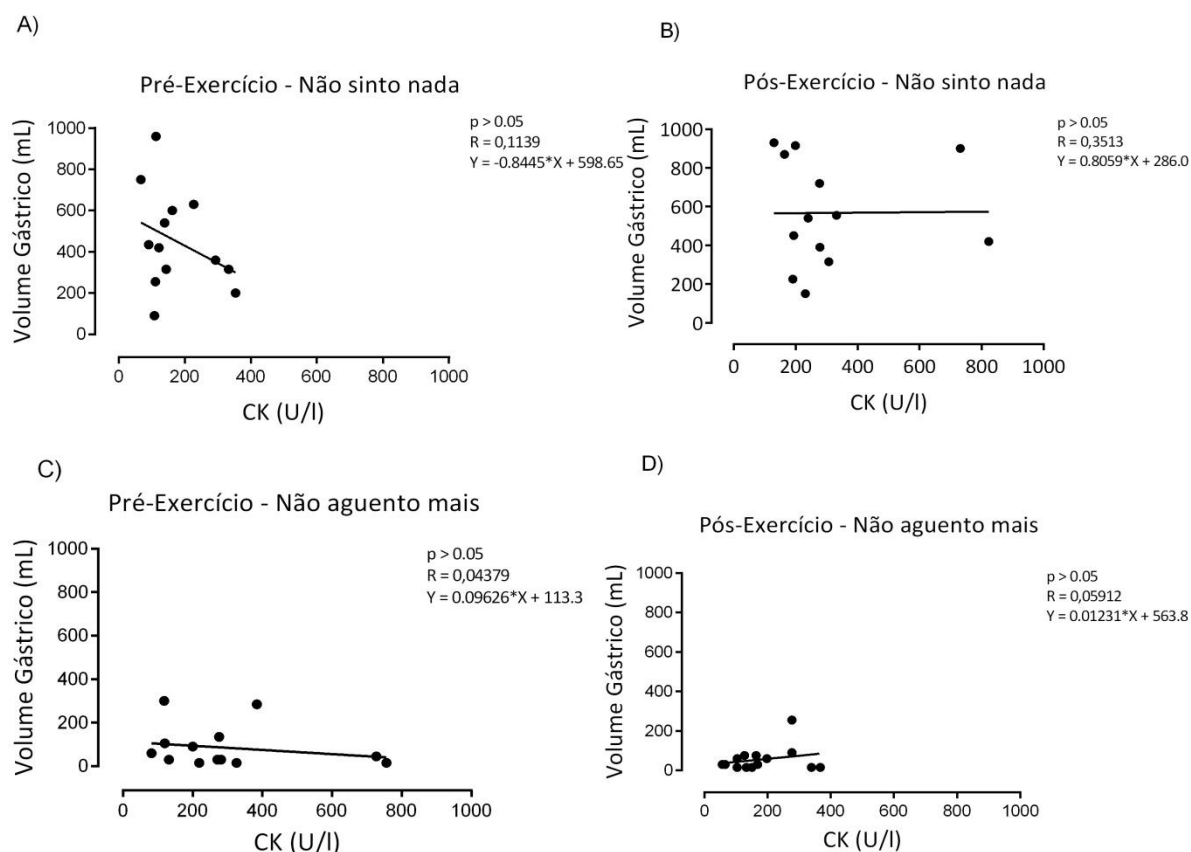 A)
Pré-Exercício - Não sinto nada
p > 0.05
R = 0,1139
Y = -0.8445*X + 598.65
Volume Gástrico (mL)
1000
800
600
400
200
0
0 200 400 600 800 1000
CK (U/l)
B)
Pós-Exercício - Não sinto nada
p > 0.05
R = 0,3513
Y = 0.8059*X + 286.0
Volume Gástrico (mL)
1000
800
600
400
200
0
0 200 400 600 800 1000
CK (U/l)
C)
Pré-Exercício - Não aguento mais
p > 0.05
R = 0,04379
Y = 0.09626*X + 113.3
Volume Gástrico (mL)
1000
800
600
400
200
0
0 200 400 600 800 1000
CK (U/l)
D)
Pós-Exercício - Não aguento mais
p > 0.05
R = 0,05912
Y = 0.01231*X + 563.8
Volume Gástrico (mL)
1000
800
600
400
200
0
0 200 400 600 800 1000
CK (U/l)